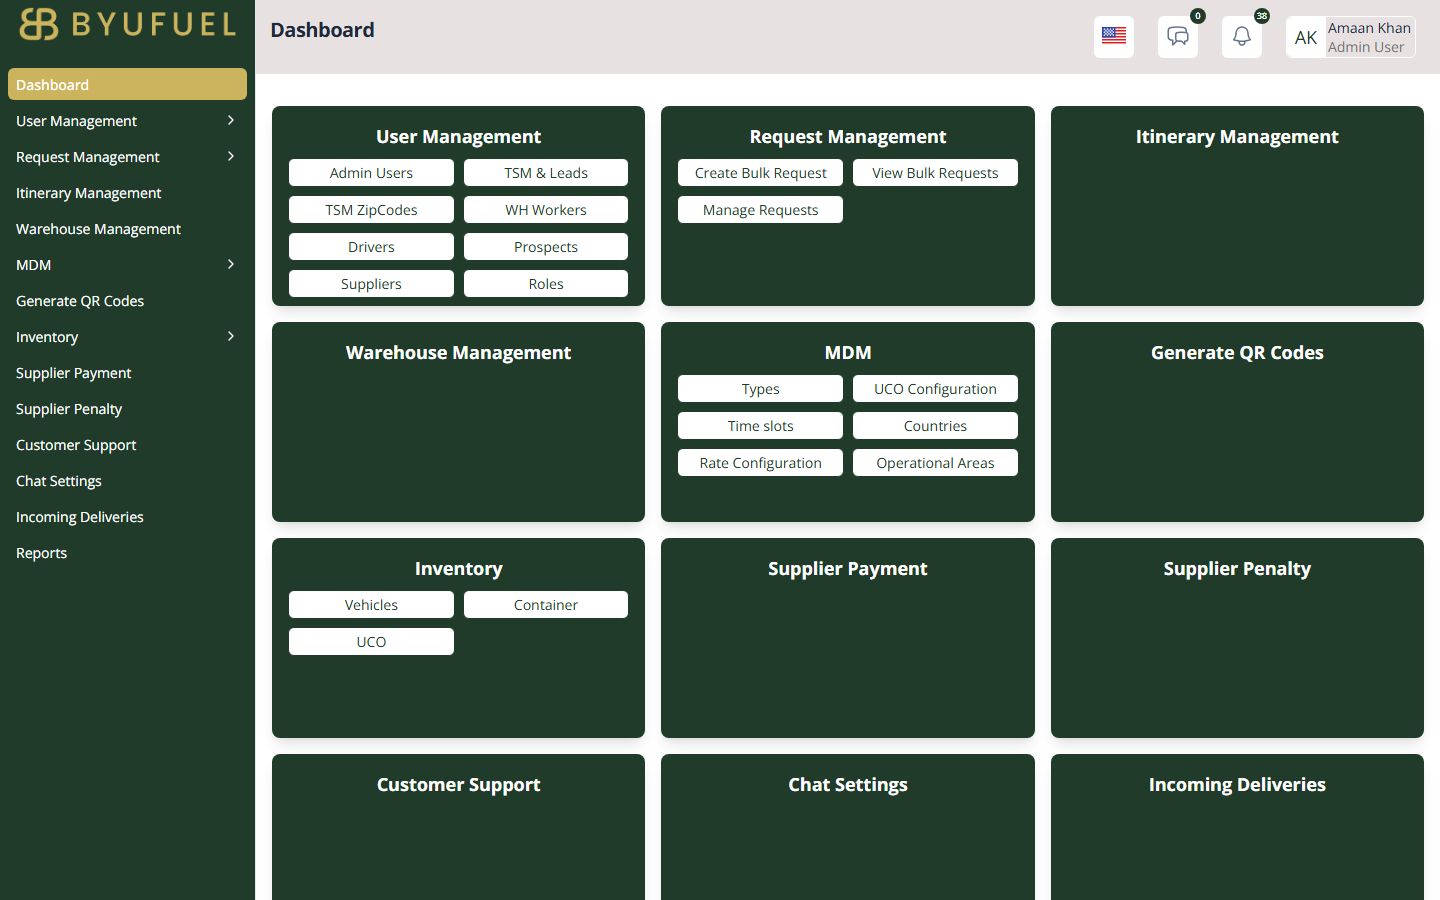 BYUFUEL
Dashboard
User Management
Request Management
Itinerary Management
Warehouse Management
MDM
Generate QR Codes
Inventory
Supplier Payment
Supplier Penalty
Customer Support
Chat Settings
Incoming Deliveries
Reports
Dashboard
0
38
AK
Amaan Khan
Admin User
User Management
Admin Users
TSM & Leads
TSM ZipCodes
WH Workers
Drivers
Prospects
Suppliers
Roles
Request Management
Create Bulk Request
View Bulk Requests
Manage Requests
Itinerary Management
Warehouse Management
MDM
Types
UCO Configuration
Time slots
Countries
Rate Configuration
Operational Areas
Generate QR Codes
Inventory
Vehicles
Container
UCO
Supplier Payment
Supplier Penalty
Customer Support
Chat Settings
Incoming Deliveries